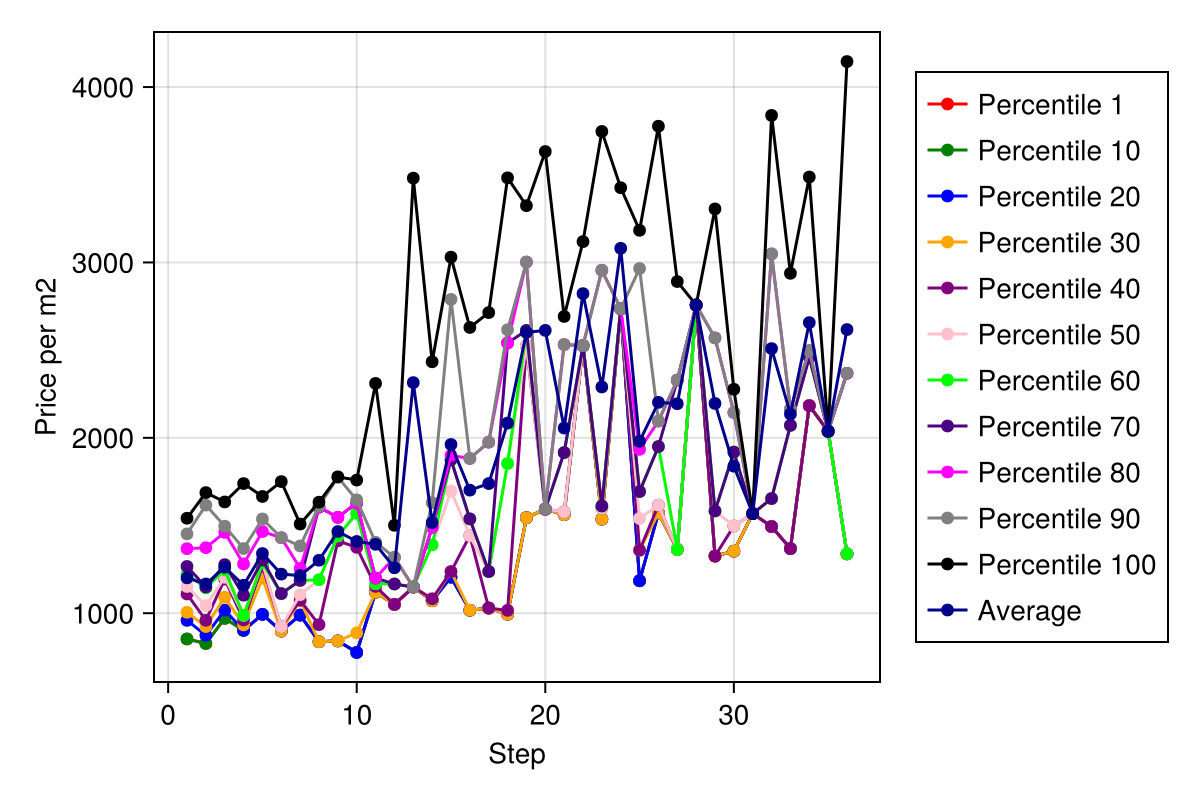 4000
3000
2000
1000
Price per m2
0 10 20 30
Step
Percentile 1
Percentile 10
Percentile 20
Percentile 30
Percentile 40
Percentile 50
Percentile 60
Percentile 70
Percentile 80
Percentile 90
Percentile 100
Average